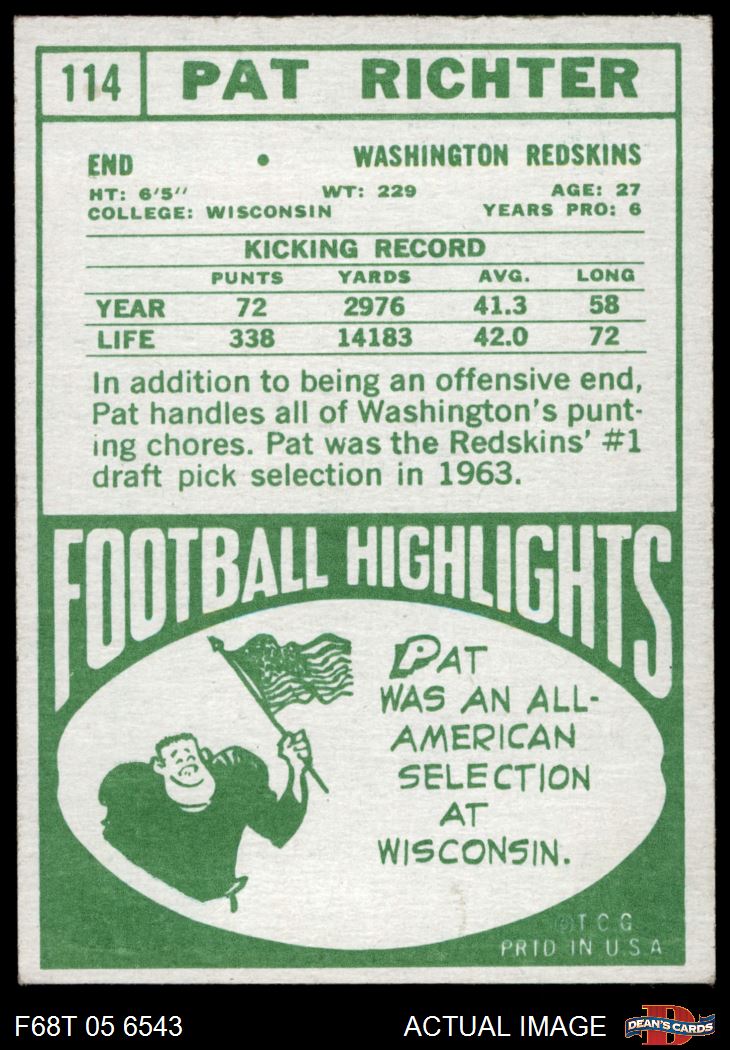 114 PAT RICHTER
END • WASHINGTON REDSKINS
HT: 6'5" WT: 229 AGE: 27
COLLEGE: WISCONSIN YEARS PRO: 6
KICKING RECORD
PUNTS YARDS AVG. LONG
YEAR 72 2976 41.3 58
LIFE 338 14183 42.0 72
In addition to being an offensive end,
Pat handles all of Washington's punt-
ing chores. Pat was the Redskins' #1
draft pick selection in 1963.
FOOTBALL HIGHLIGHTS
PAT
WAS AN ALL-
AMERICAN
SELECTION
AT
WISCONSIN.
©T.C.G.
PRTD. IN U.S.A.
F68T 05 6543 ACTUAL IMAGE D DEAN'S CARDS